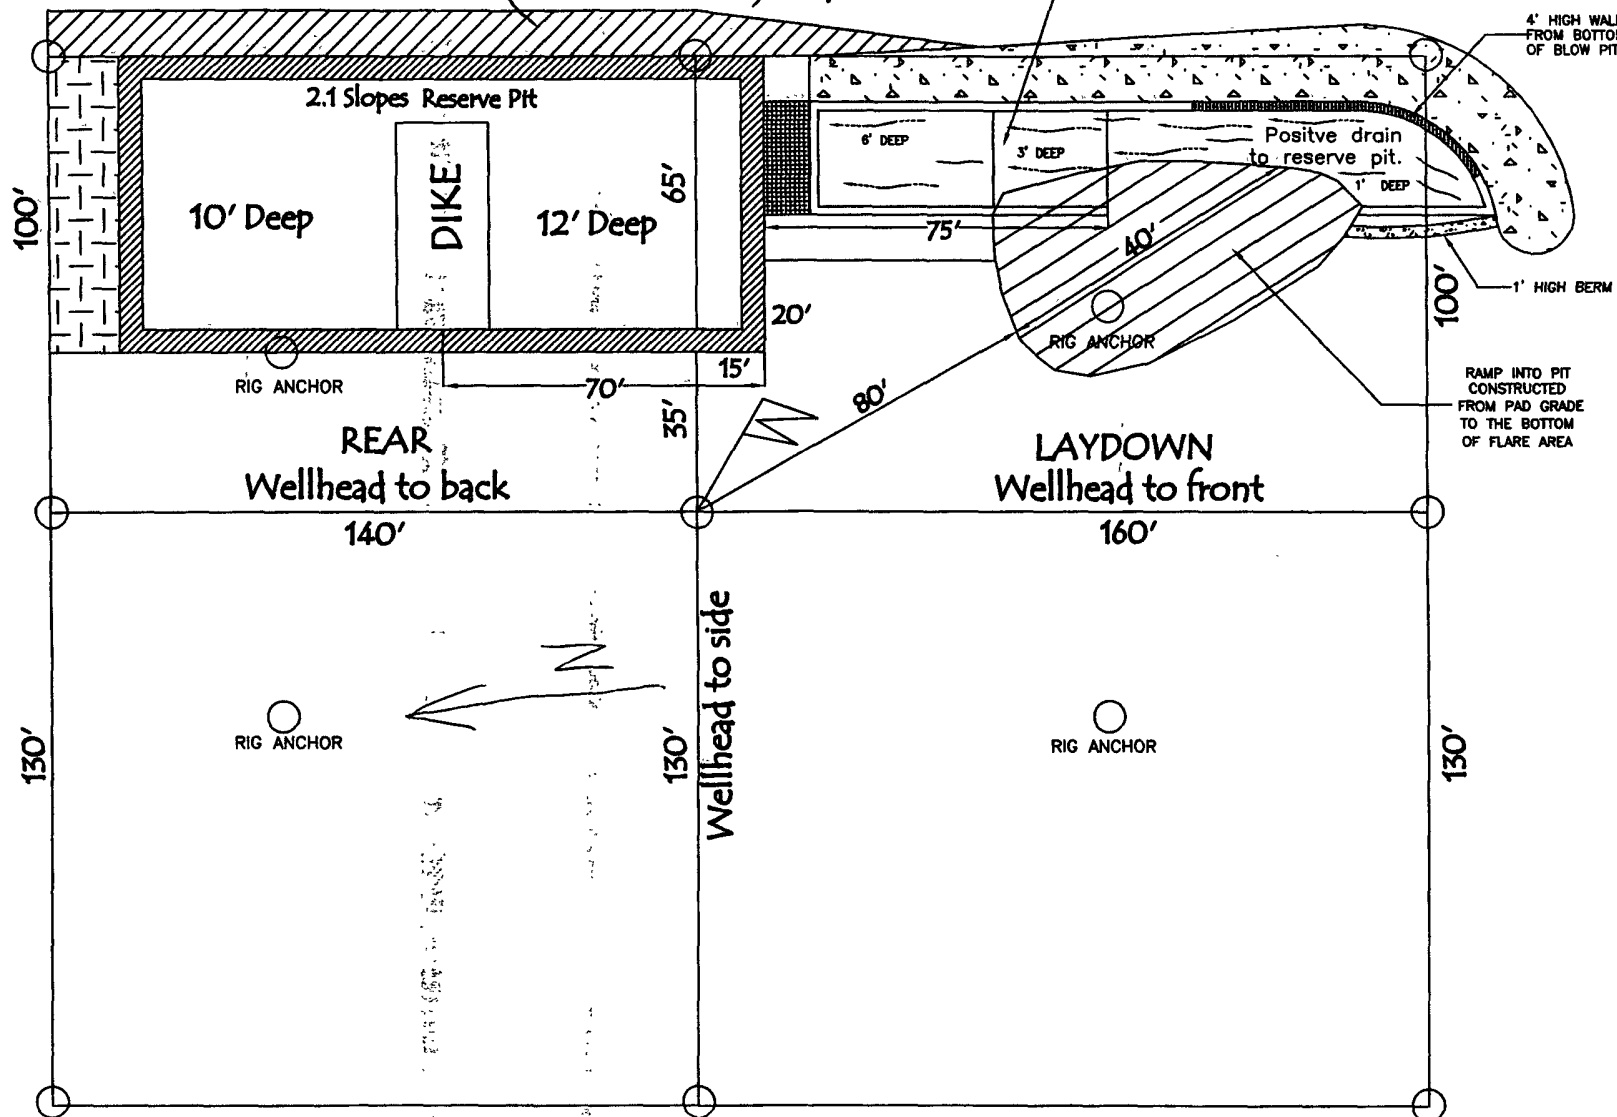 4' HIGH WALL
FROM BOTTOM
OF BLOW PIT
2.1 Slopes Reserve Pit
6' DEEP
3' DEEP
Positve drain
to reserve pit.
1' DEEP
100'
10' Deep
DIKE
12' Deep
65'
75'
40'
1' HIGH BERM
100'
20'
RIG ANCHOR
RIG ANCHOR
15'
70'
35'
80'
N
RAMP INTO PIT
CONSTRUCTED
FROM PAD GRADE
TO THE BOTTOM
OF FLARE AREA
REAR
Wellhead to back
LAYDOWN
Wellhead to front
140'
160'
Wellhead to side
N
RIG ANCHOR
RIG ANCHOR
130'
130'
130'